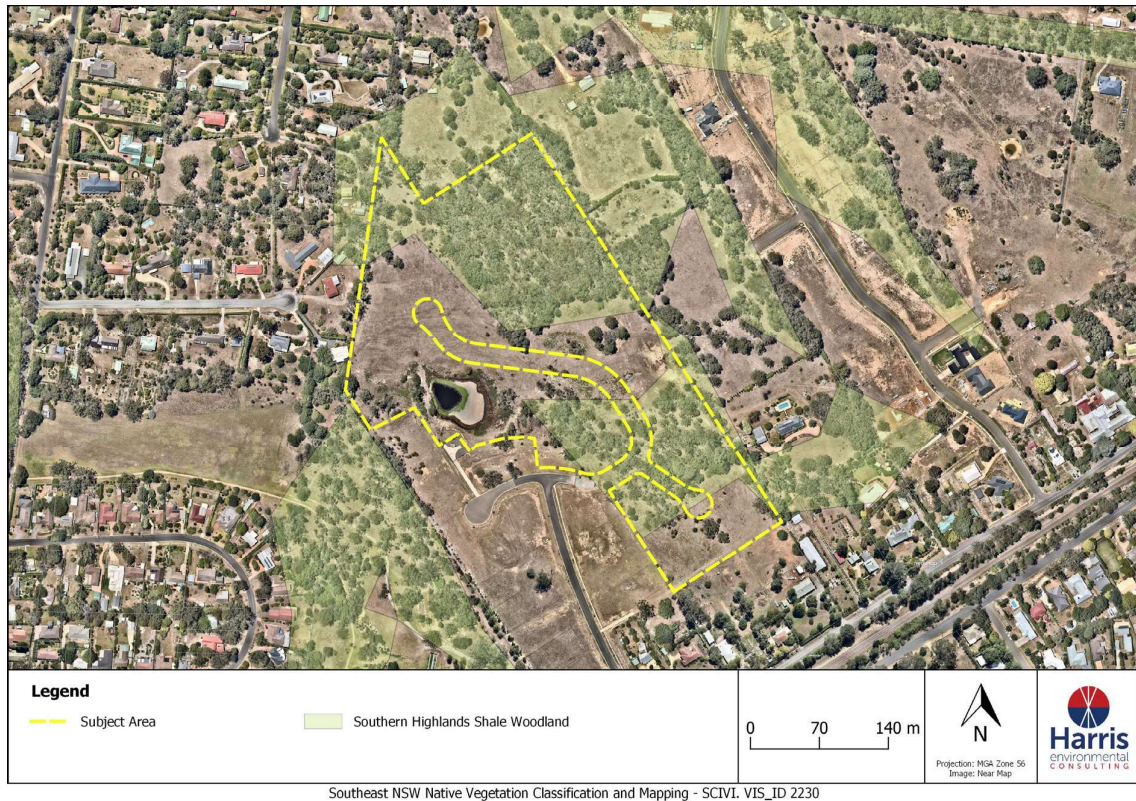 Legend
Subject Area
Southern Highlands Shale Woodland
0 70 140 m
N
Projection: MGA Zone 56
Image: Near Map
Harris
environmental
CONSULTING
Southeast NSW Native Vegetation Classification and Mapping - SCIVI. VIS_ID 2230